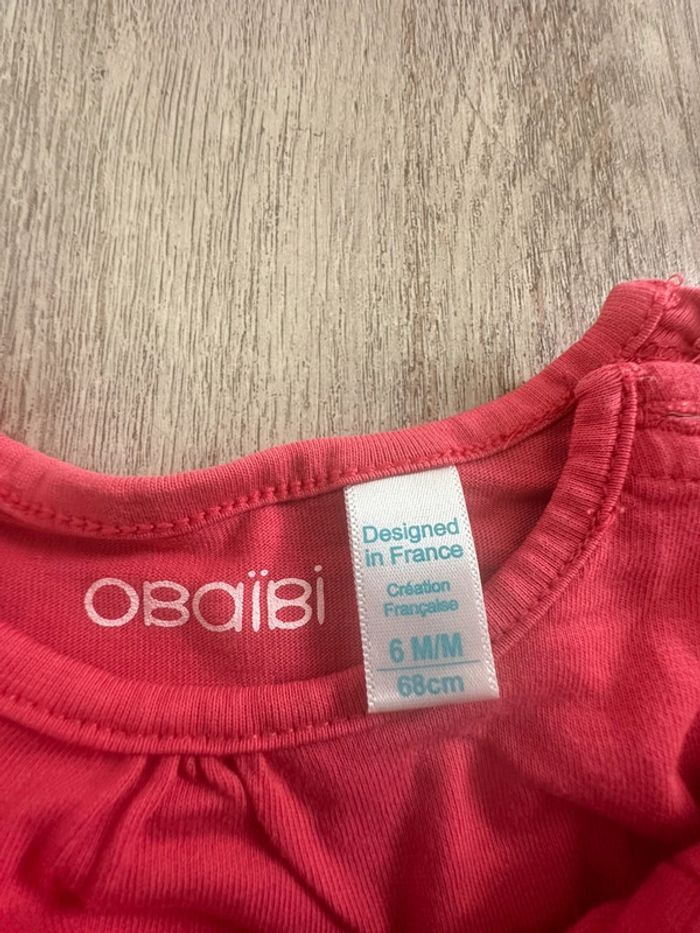 OBaïBi
Designed
in France
Création
Française
6 M/M
68cm